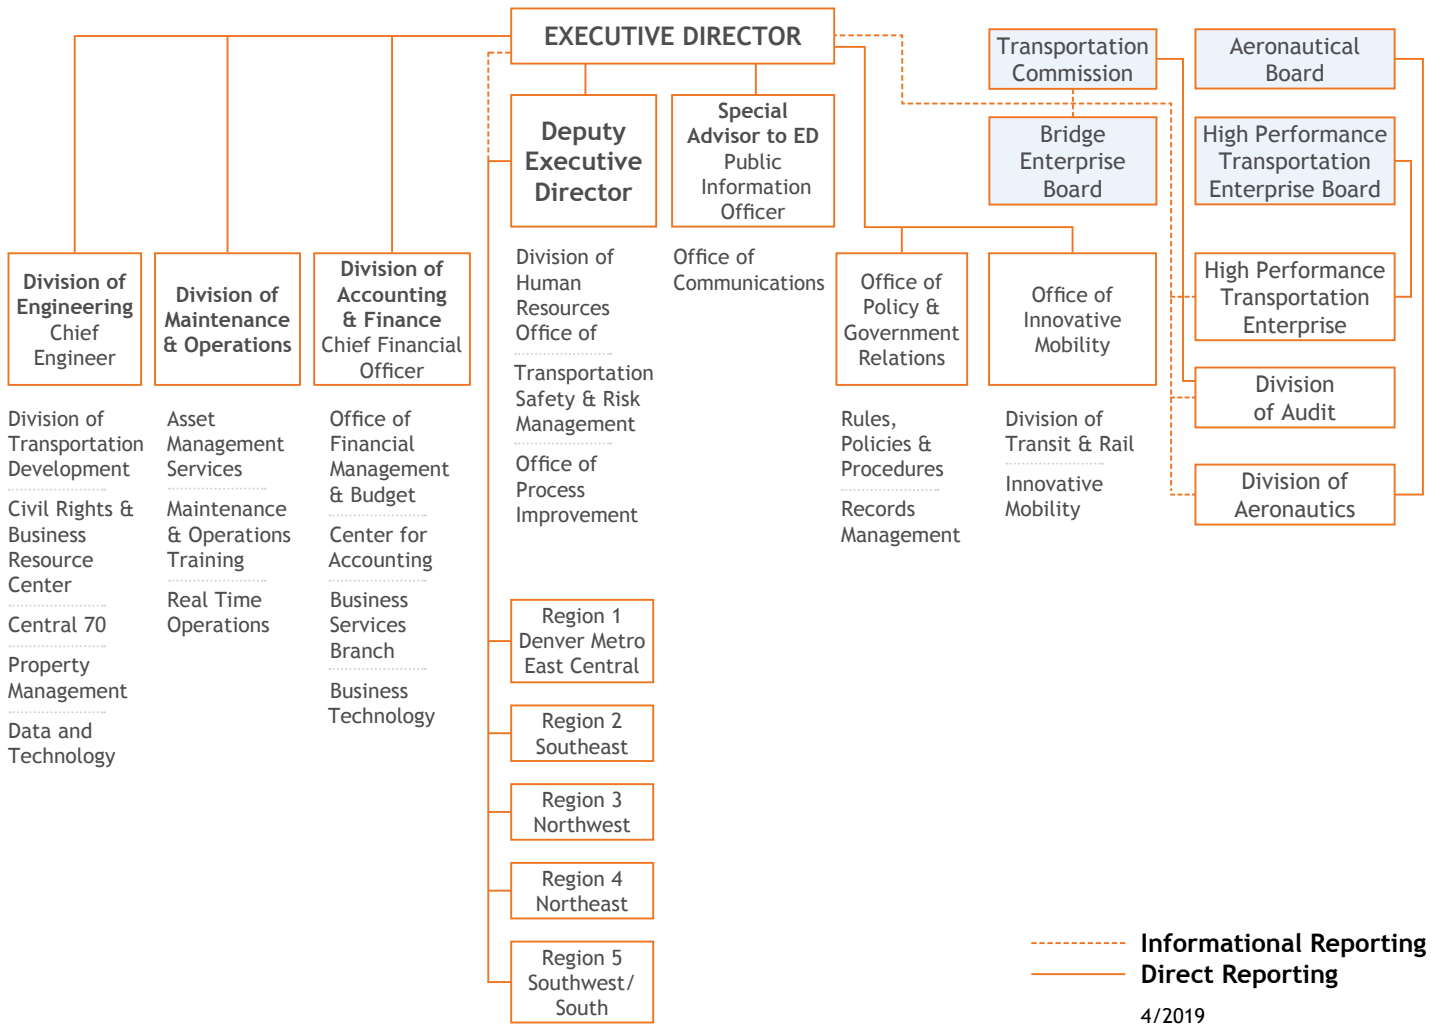 EXECUTIVE DIRECTOR
Transportation
Commission
Aeronautical
Board
Deputy
Executive
Director
Special
Advisor to ED
Public
Information
Officer
Bridge
Enterprise
Board
High Performance
Transportation
Enterprise Board
Division of
Engineering
Chief
Engineer
Division of
Maintenance
& Operations
Division of
Accounting
& Finance
Chief Financial
Officer
Division of
Human
Resources
Office of
Transportation
Safety & Risk
Management
Office of
Process
Improvement
Office of
Communications
Office of
Policy &
Government
Relations
Office of
Innovative
Mobility
High Performance
Transportation
Enterprise
Division
of Audit
Division of
Aeronautics
Division of
Transportation
Development
Civil Rights &
Business
Resource
Center
Central 70
Property
Management
Data and
Technology
Asset
Management
Services
Maintenance
& Operations
Training
Real Time
Operations
Office of
Financial
Management
& Budget
Center for
Accounting
Business
Services
Branch
Business
Technology
Rules,
Policies &
Procedures
Records
Management
Division of
Transit & Rail
Innovative
Mobility
Region 1
Denver Metro
East Central
Region 2
Southeast
Region 3
Northwest
Region 4
Northeast
Region 5
Southwest/
South
Informational Reporting
Direct Reporting
4/2019